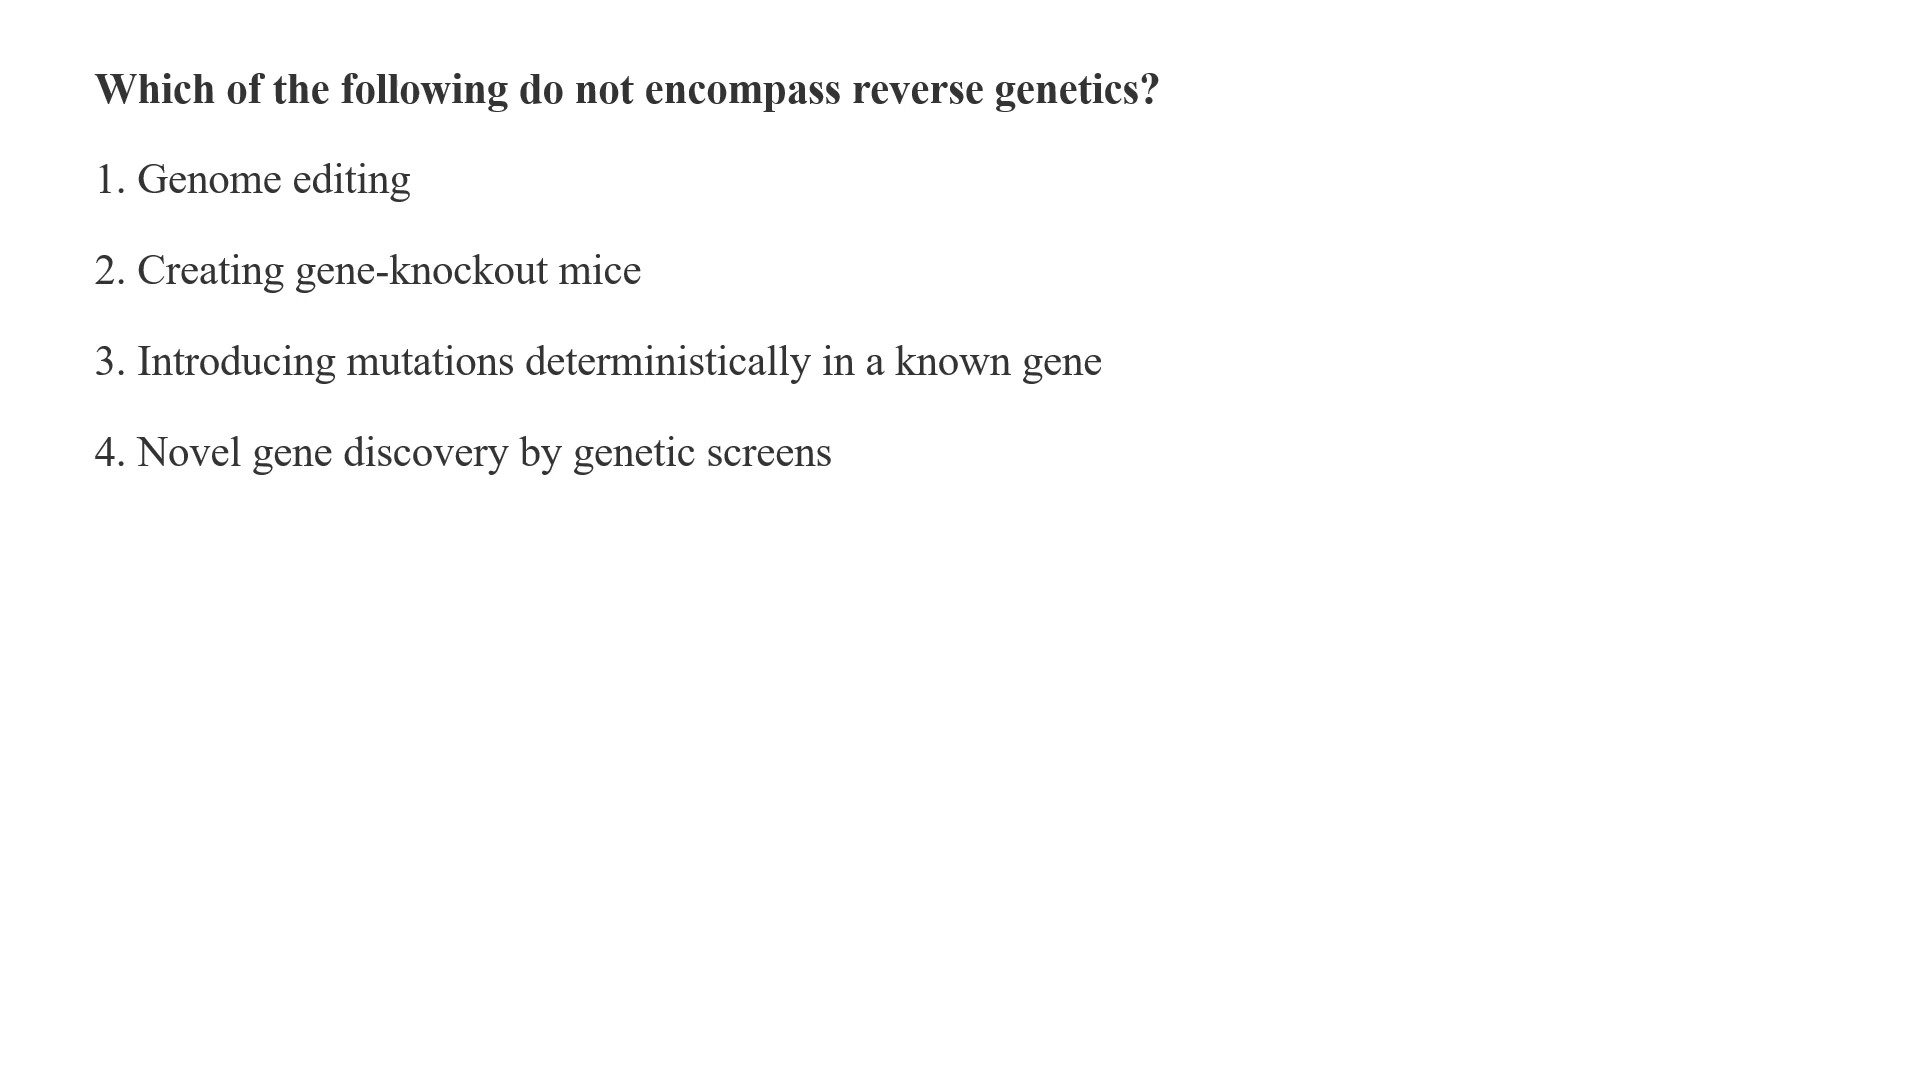 Which of the following do not encompass reverse genetics?
1. Genome editing
2. Creating gene-knockout mice
3. Introducing mutations deterministically in a known gene
4. Novel gene discovery by genetic screens